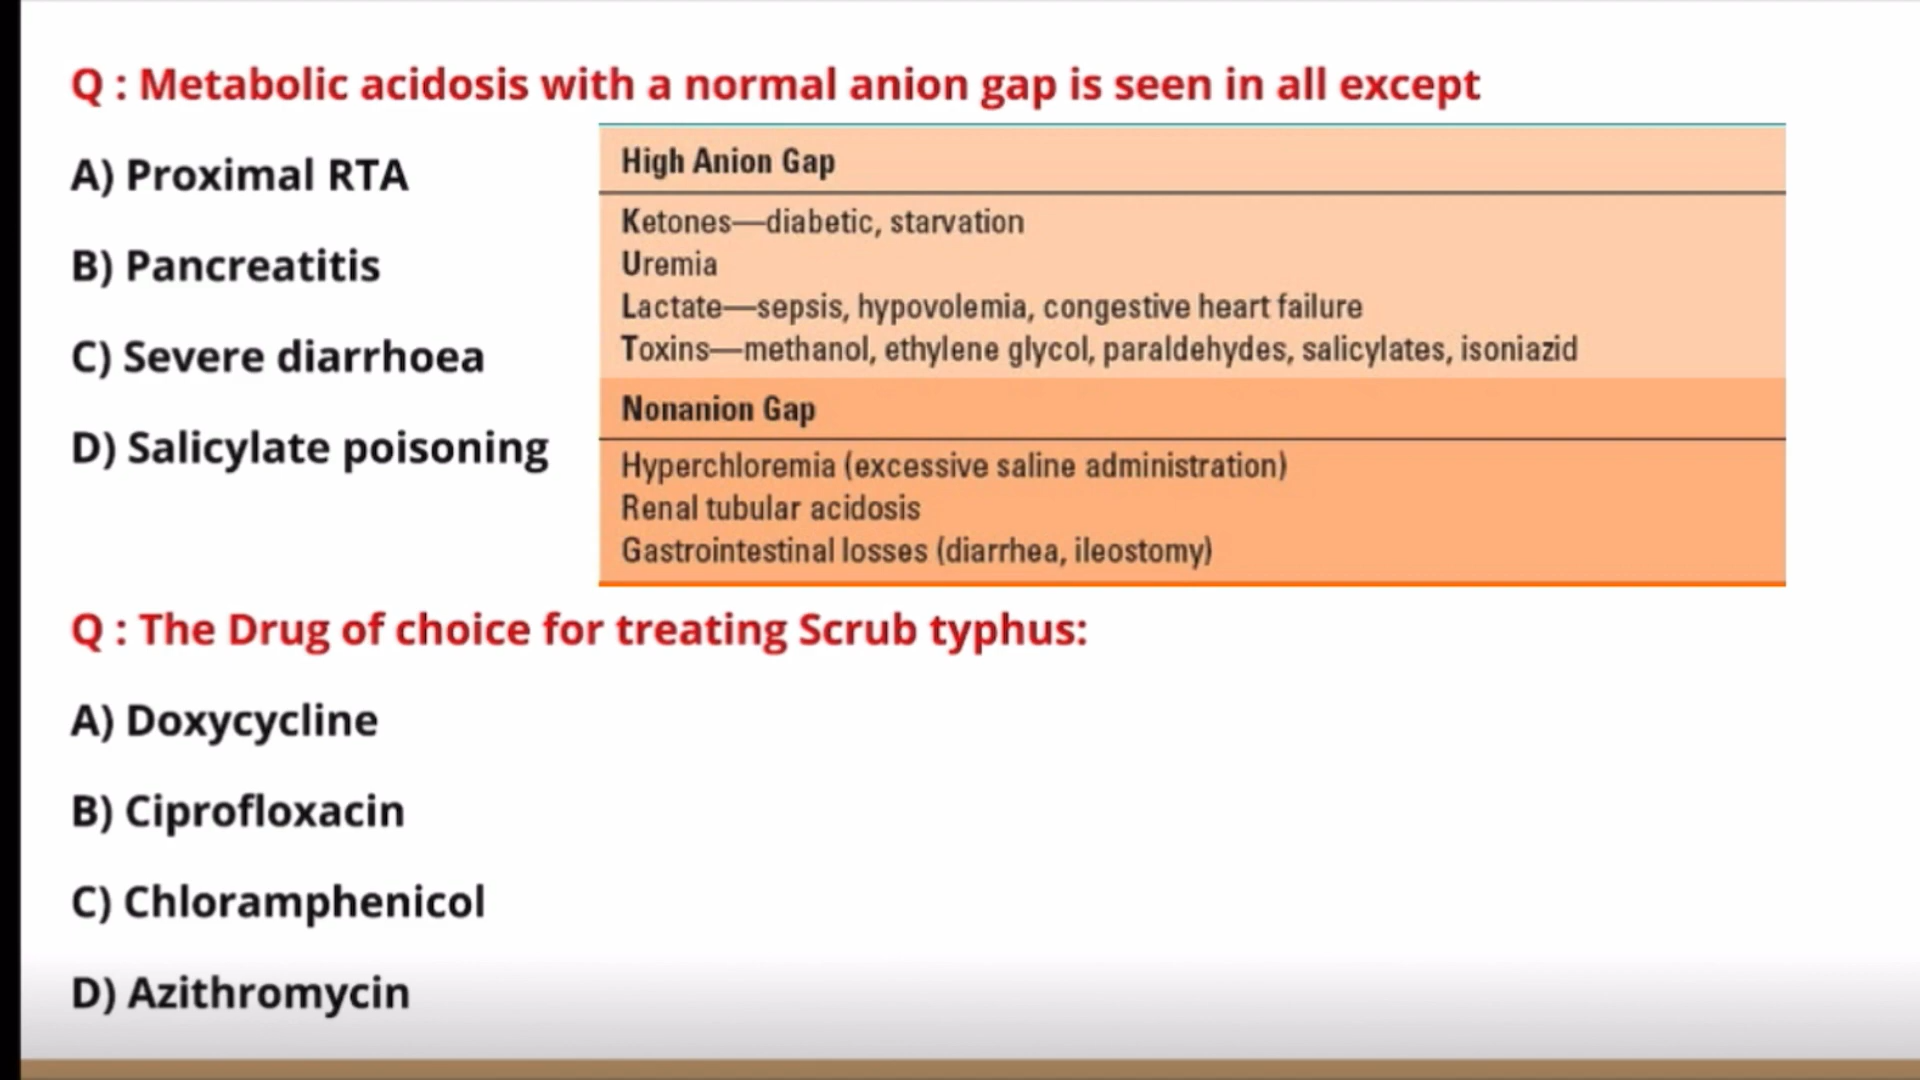 Q : Metabolic acidosis with a normal anion gap is seen in all except
A) Proximal RTA
B) Pancreatitis
C) Severe diarrhoea
D) Salicylate poisoning
High Anion Gap
Ketones—diabetic, starvation
Uremia
Lactate—sepsis, hypovolemia, congestive heart failure
Toxins—methanol, ethylene glycol, paraldehydes, salicylates, isoniazid
Nonanion Gap
Hyperchloremia (excessive saline administration)
Renal tubular acidosis
Gastrointestinal losses (diarrhea, ileostomy)
Q : The Drug of choice for treating Scrub typhus:
A) Doxycycline
B) Ciprofloxacin
C) Chloramphenicol
D) Azithromycin